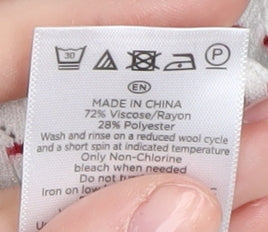 30
P
EN
MADE IN CHINA
72% Viscose/Rayon
28% Polyester
Wash and rinse on a reduced wool cycle
and a short spin at indicated temperature
Only Non-Chlorine
bleach when needed
Do not
Iron on low